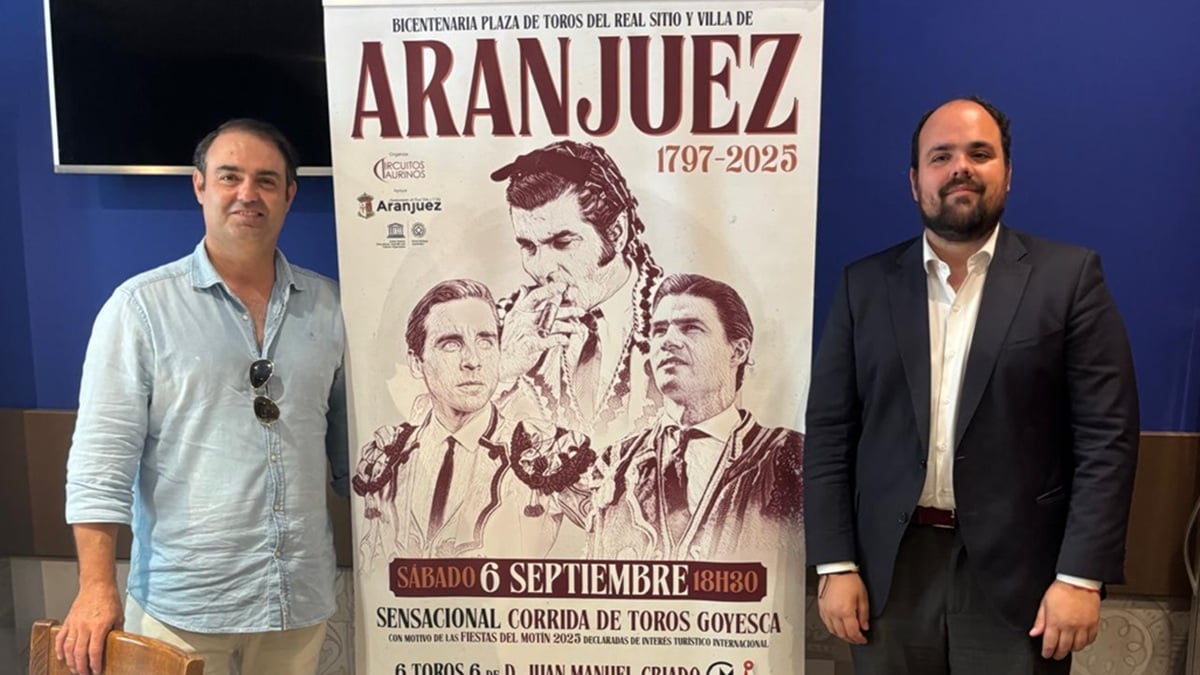 BICENTENARIA PLAZA DE TOROS DEL REAL SITIO Y VILLA DE
ARANJUEZ
1797-2025
Organiza:
CIRCUITOS
TAURINOS
Aranjuez
SÁBADO 6 SEPTIEMBRE 18H30
SENSACIONAL CORRIDA DE TOROS GOYESCA
CON MOTIVO DE LAS FIESTAS DEL MOTÍN 2025 DECLARADAS DE INTERÉS TURÍSTICO INTERNACIONAL
6 TOROS 6 DE D. JUAN MANUEL CRIADO